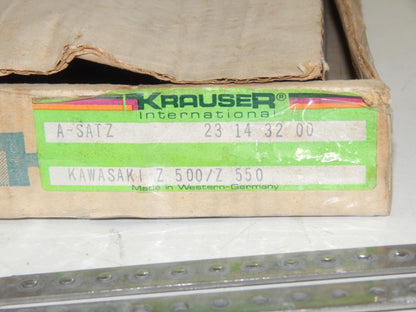 KRAUSER®
International
A-SATZ 23 14 32 00
KAWASAKI Z 500/Z 550
Made in Western-Germany